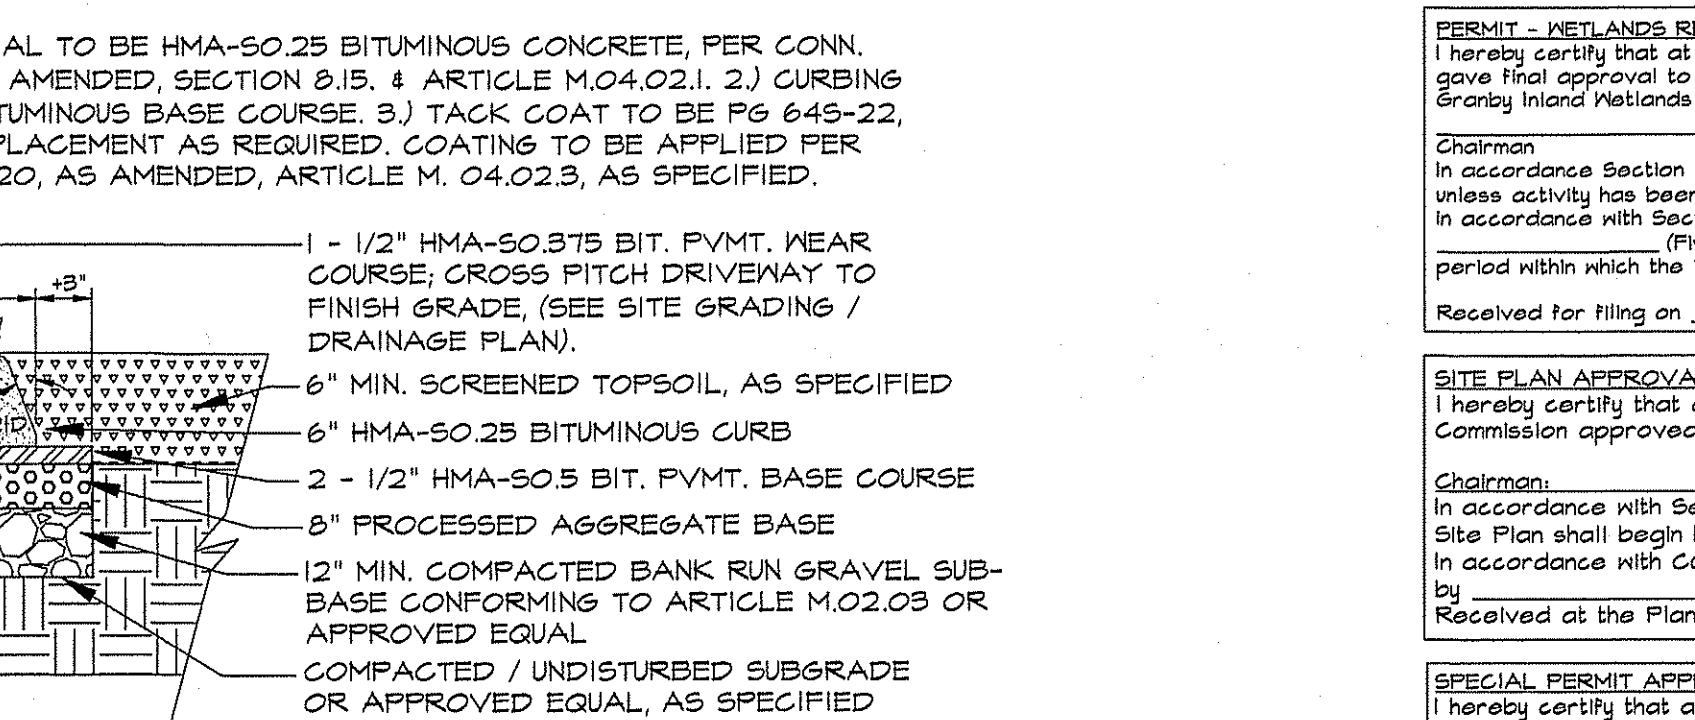 AL TO BE HMA-S0.25 BITUMINOUS CONCRETE, PER CONN.
AMENDED, SECTION 8.15. & ARTICLE M.04.02.1. 2.) CURBING
TUMINOUS BASE COURSE. 3.) TACK COAT TO BE PG 64S-22,
PLACEMENT AS REQUIRED. COATING TO BE APPLIED PER
20, AS AMENDED, ARTICLE M. 04.02.3, AS SPECIFIED.
1 - 1/2" HMA-S0.375 BIT. PVMT. WEAR
COURSE; CROSS PITCH DRIVEWAY TO
FINISH GRADE, (SEE SITE GRADING /
DRAINAGE PLAN).
+3"
6" MIN. SCREENED TOPSOIL, AS SPECIFIED
6" HMA-S0.25 BITUMINOUS CURB
2 - 1/2" HMA-S0.5 BIT. PVMT. BASE COURSE
8" PROCESSED AGGREGATE BASE
12" MIN. COMPACTED BANK RUN GRAVEL SUB-
BASE CONFORMING TO ARTICLE M.02.03 OR
APPROVED EQUAL
COMPACTED / UNDISTURBED SUBGRADE
OR APPROVED EQUAL, AS SPECIFIED
PERMIT - WETLANDS RE
I hereby certify that at
gave final approval to
Granby Inland Wetlands
Chairman
In accordance Section
unless activity has been
In accordance with Sec
(Fi
period within which the
Received for filing on
SITE PLAN APPROVA
I hereby certify that
Commission approved
Chairman:
In accordance with Se
Site Plan shall begin
In accordance with Co
by
Received at the Plan
SPECIAL PERMIT APP
I hereby certify that a